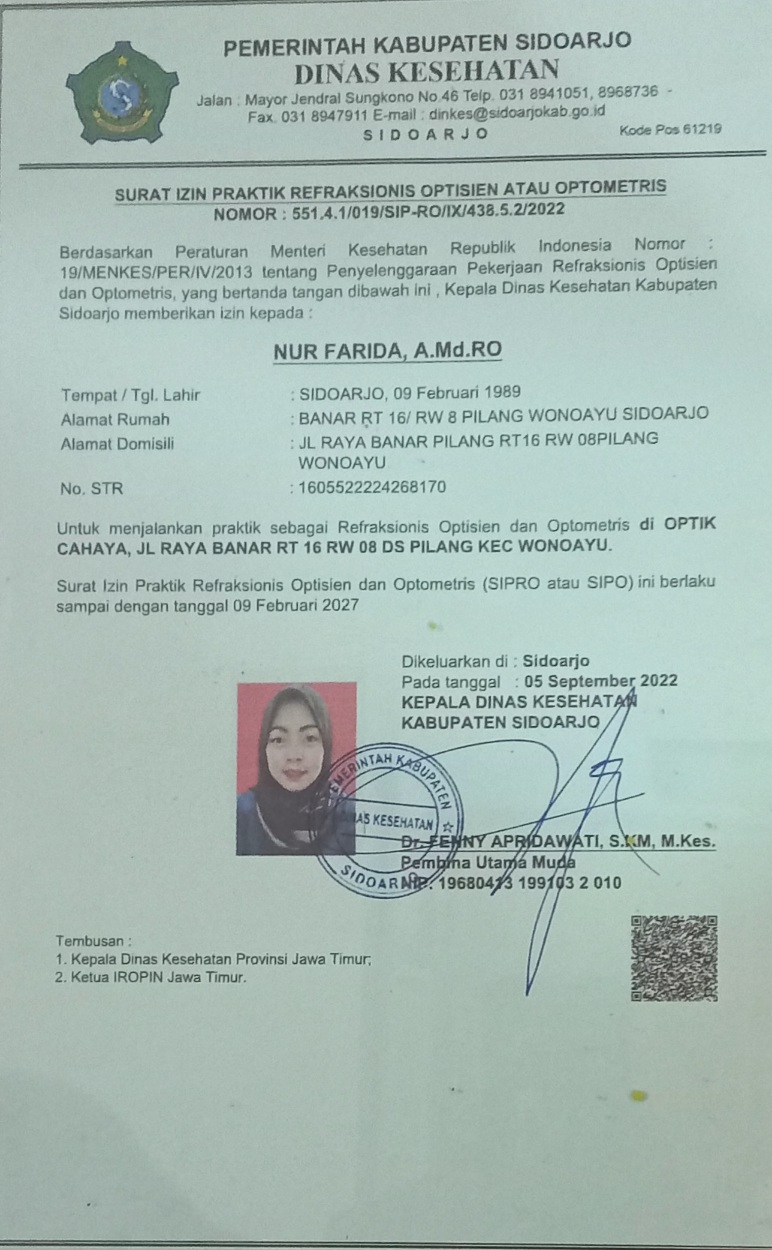 PEMERINTAH KABUPATEN SIDOARJO
DINAS KESEHATAN
Jalan : Mayor Jendral Sungkono No.46 Telp. 031 8941051, 8968736 -
Fax. 031 8947911 E-mail : dinkes@sidoarjokab.go.id
SIDOARJO
Kode Pos 61219
SURAT IZIN PRAKTIK REFRAKSIONIS OPTISIEN ATAU OPTOMETRIS
NOMOR : 551.4.1/019/SIP-RO/IX/438.5.2/2022
Berdasarkan Peraturan Menteri Kesehatan Republik Indonesia Nomor :
19/MENKES/PER/IV/2013 tentang Penyelenggaraan Pekerjaan Refraksionis Optisien
dan Optometris, yang bertanda tangan dibawah ini , Kepala Dinas Kesehatan Kabupaten
Sidoarjo memberikan izin kepada :
NUR FARIDA, A.Md.RO
Tempat / Tgl. Lahir : SIDOARJO, 09 Februari 1989
Alamat Rumah : BANAR RT 16/ RW 8 PILANG WONOAYU SIDOARJO
Alamat Domisili : JL RAYA BANAR PILANG RT16 RW 08PILANG
WONOAYU
No. STR : 1605522224268170
Untuk menjalankan praktik sebagai Refraksionis Optisien dan Optometris di OPTIK
CAHAYA, JL RAYA BANAR RT 16 RW 08 DS PILANG KEC WONOAYU.
Surat Izin Praktik Refraksionis Optisien dan Optometris (SIPRO atau SIPO) ini berlaku
sampai dengan tanggal 09 Februari 2027
Dikeluarkan di : Sidoarjo
Pada tanggal : 05 September 2022
KEPALA DINAS KESEHATAN
KABUPATEN SIDOARJO
PEMERINTAH KABUPATEN
DINAS KESEHATAN
SIDOARJO
Dr. FENNY APRIDAWATI, S.KM, M.Kes.
Pembina Utama Muda
NIP. 19680413 199103 2 010
Tembusan :
1. Kepala Dinas Kesehatan Provinsi Jawa Timur;
2. Ketua IROPIN Jawa Timur.